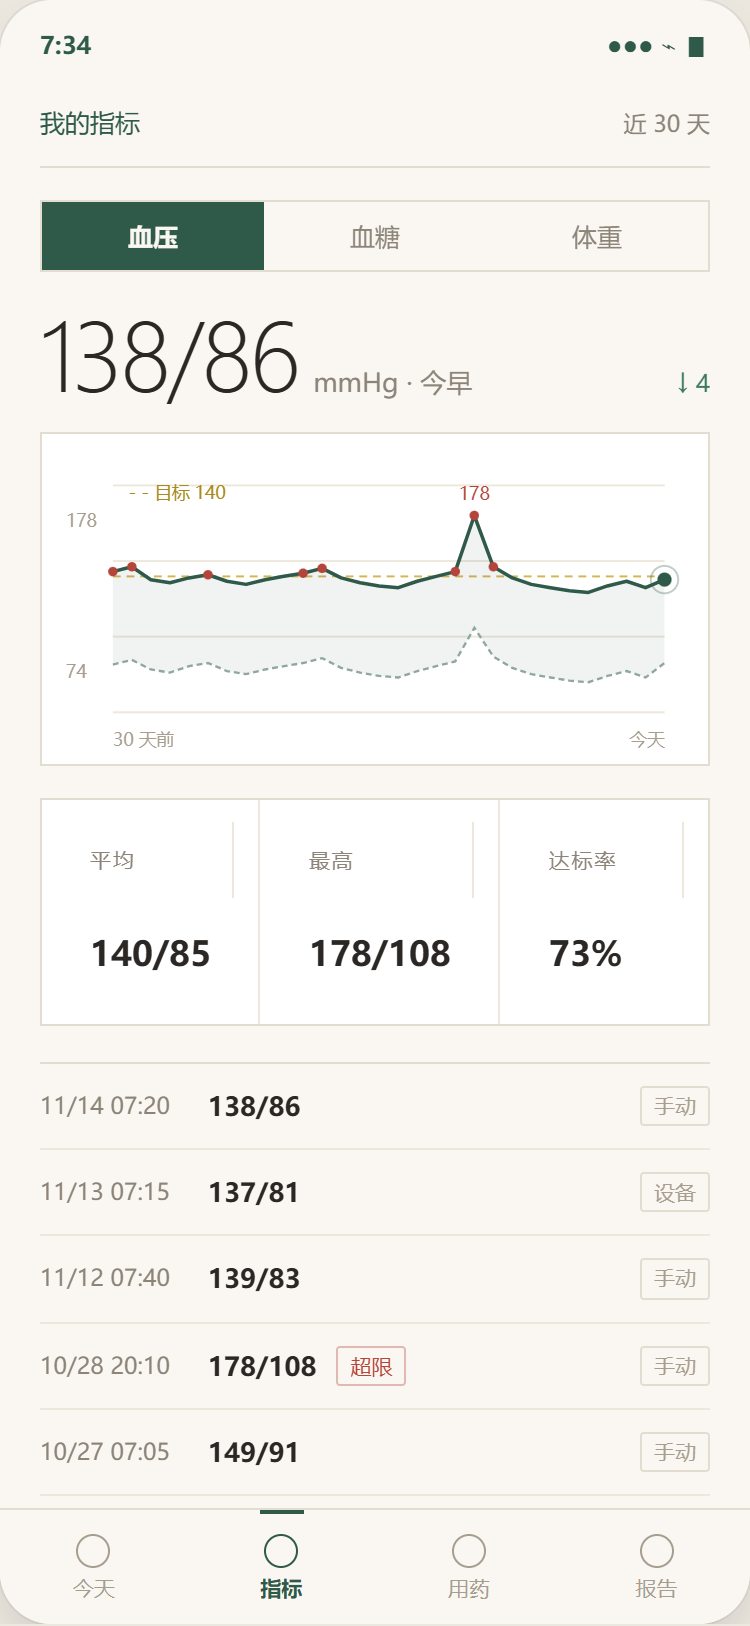 7:34
我的指标 近 30 天
血压 血糖 体重
138/86 mmHg · 今早 ↓ 4
- - 目标 140
178
178
74
30 天前 今天
平均 最高 达标率
140/85 178/108 73%
11/14 07:20 138/86 手动
11/13 07:15 137/81 设备
11/12 07:40 139/83 手动
10/28 20:10 178/108 超限 手动
10/27 07:05 149/91 手动
今天 指标 用药 报告